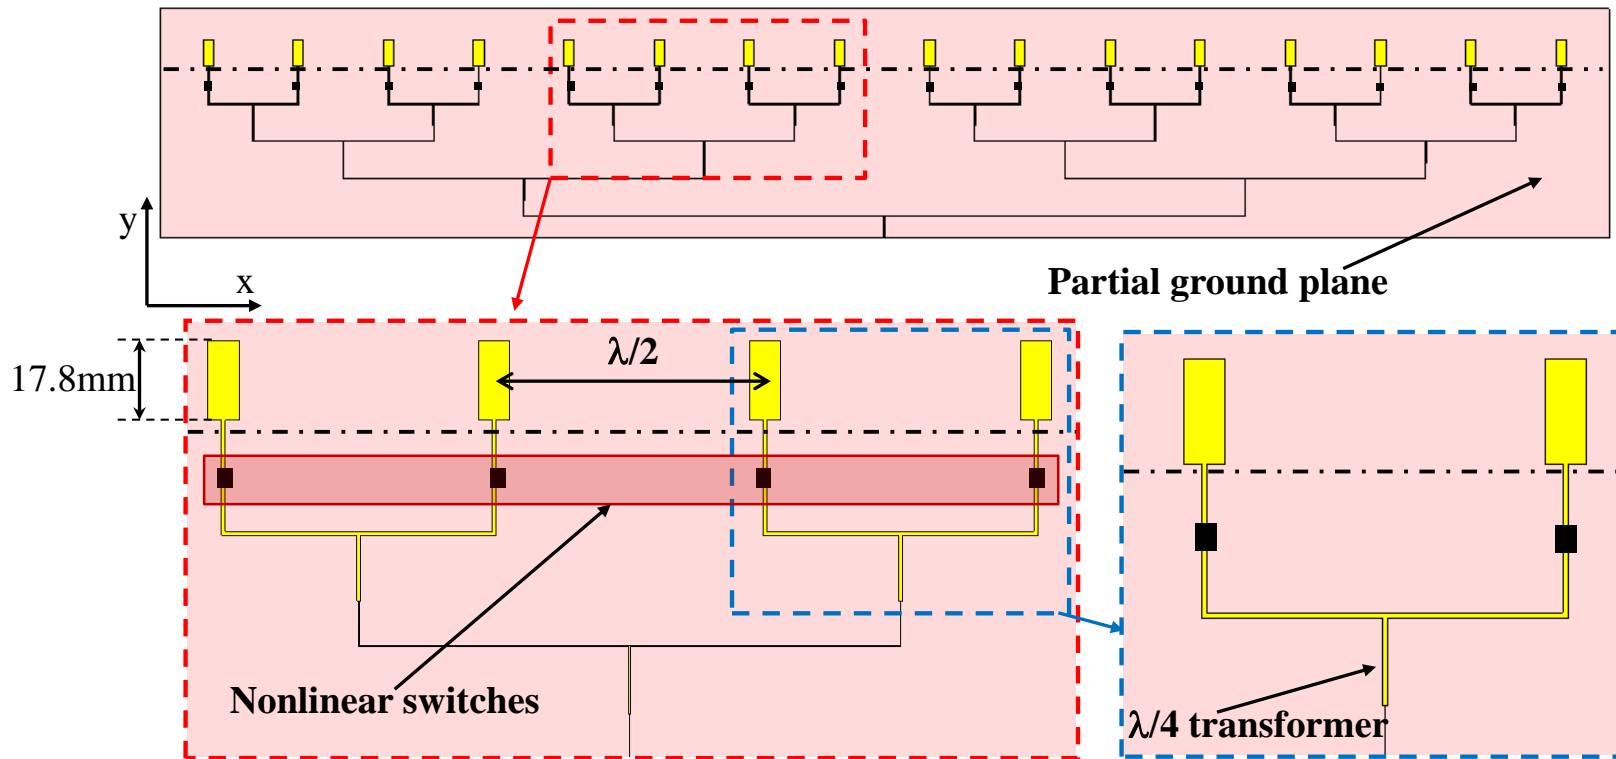 y
x
Partial ground plane
17.8mm
λ/2
Nonlinear switches
λ/4 transformer